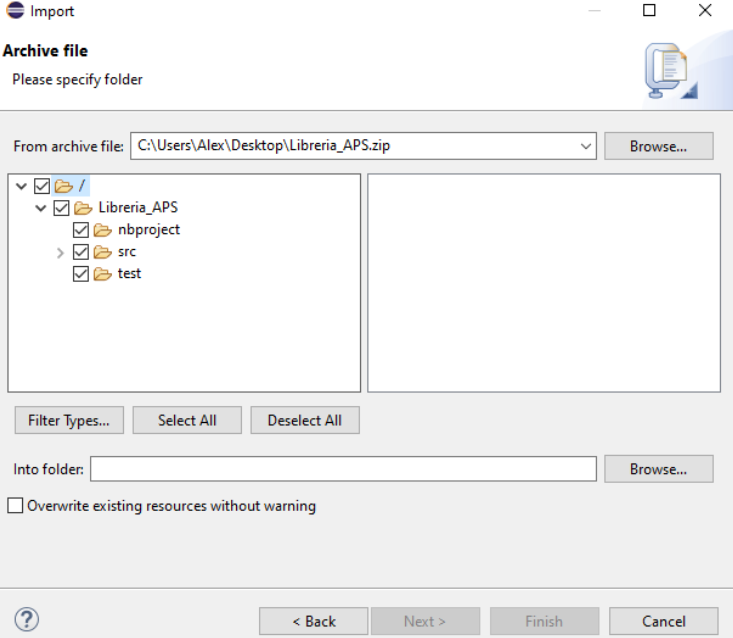 Import
Archive file
Please specify folder
From archive file: C:\Users\Alex\Desktop\Libreria_APS.zip Browse...
/
Libreria_APS
nbproject
src
test
Filter Types... Select All Deselect All
Into folder: Browse...
Overwrite existing resources without warning
? < Back Next > Finish Cancel